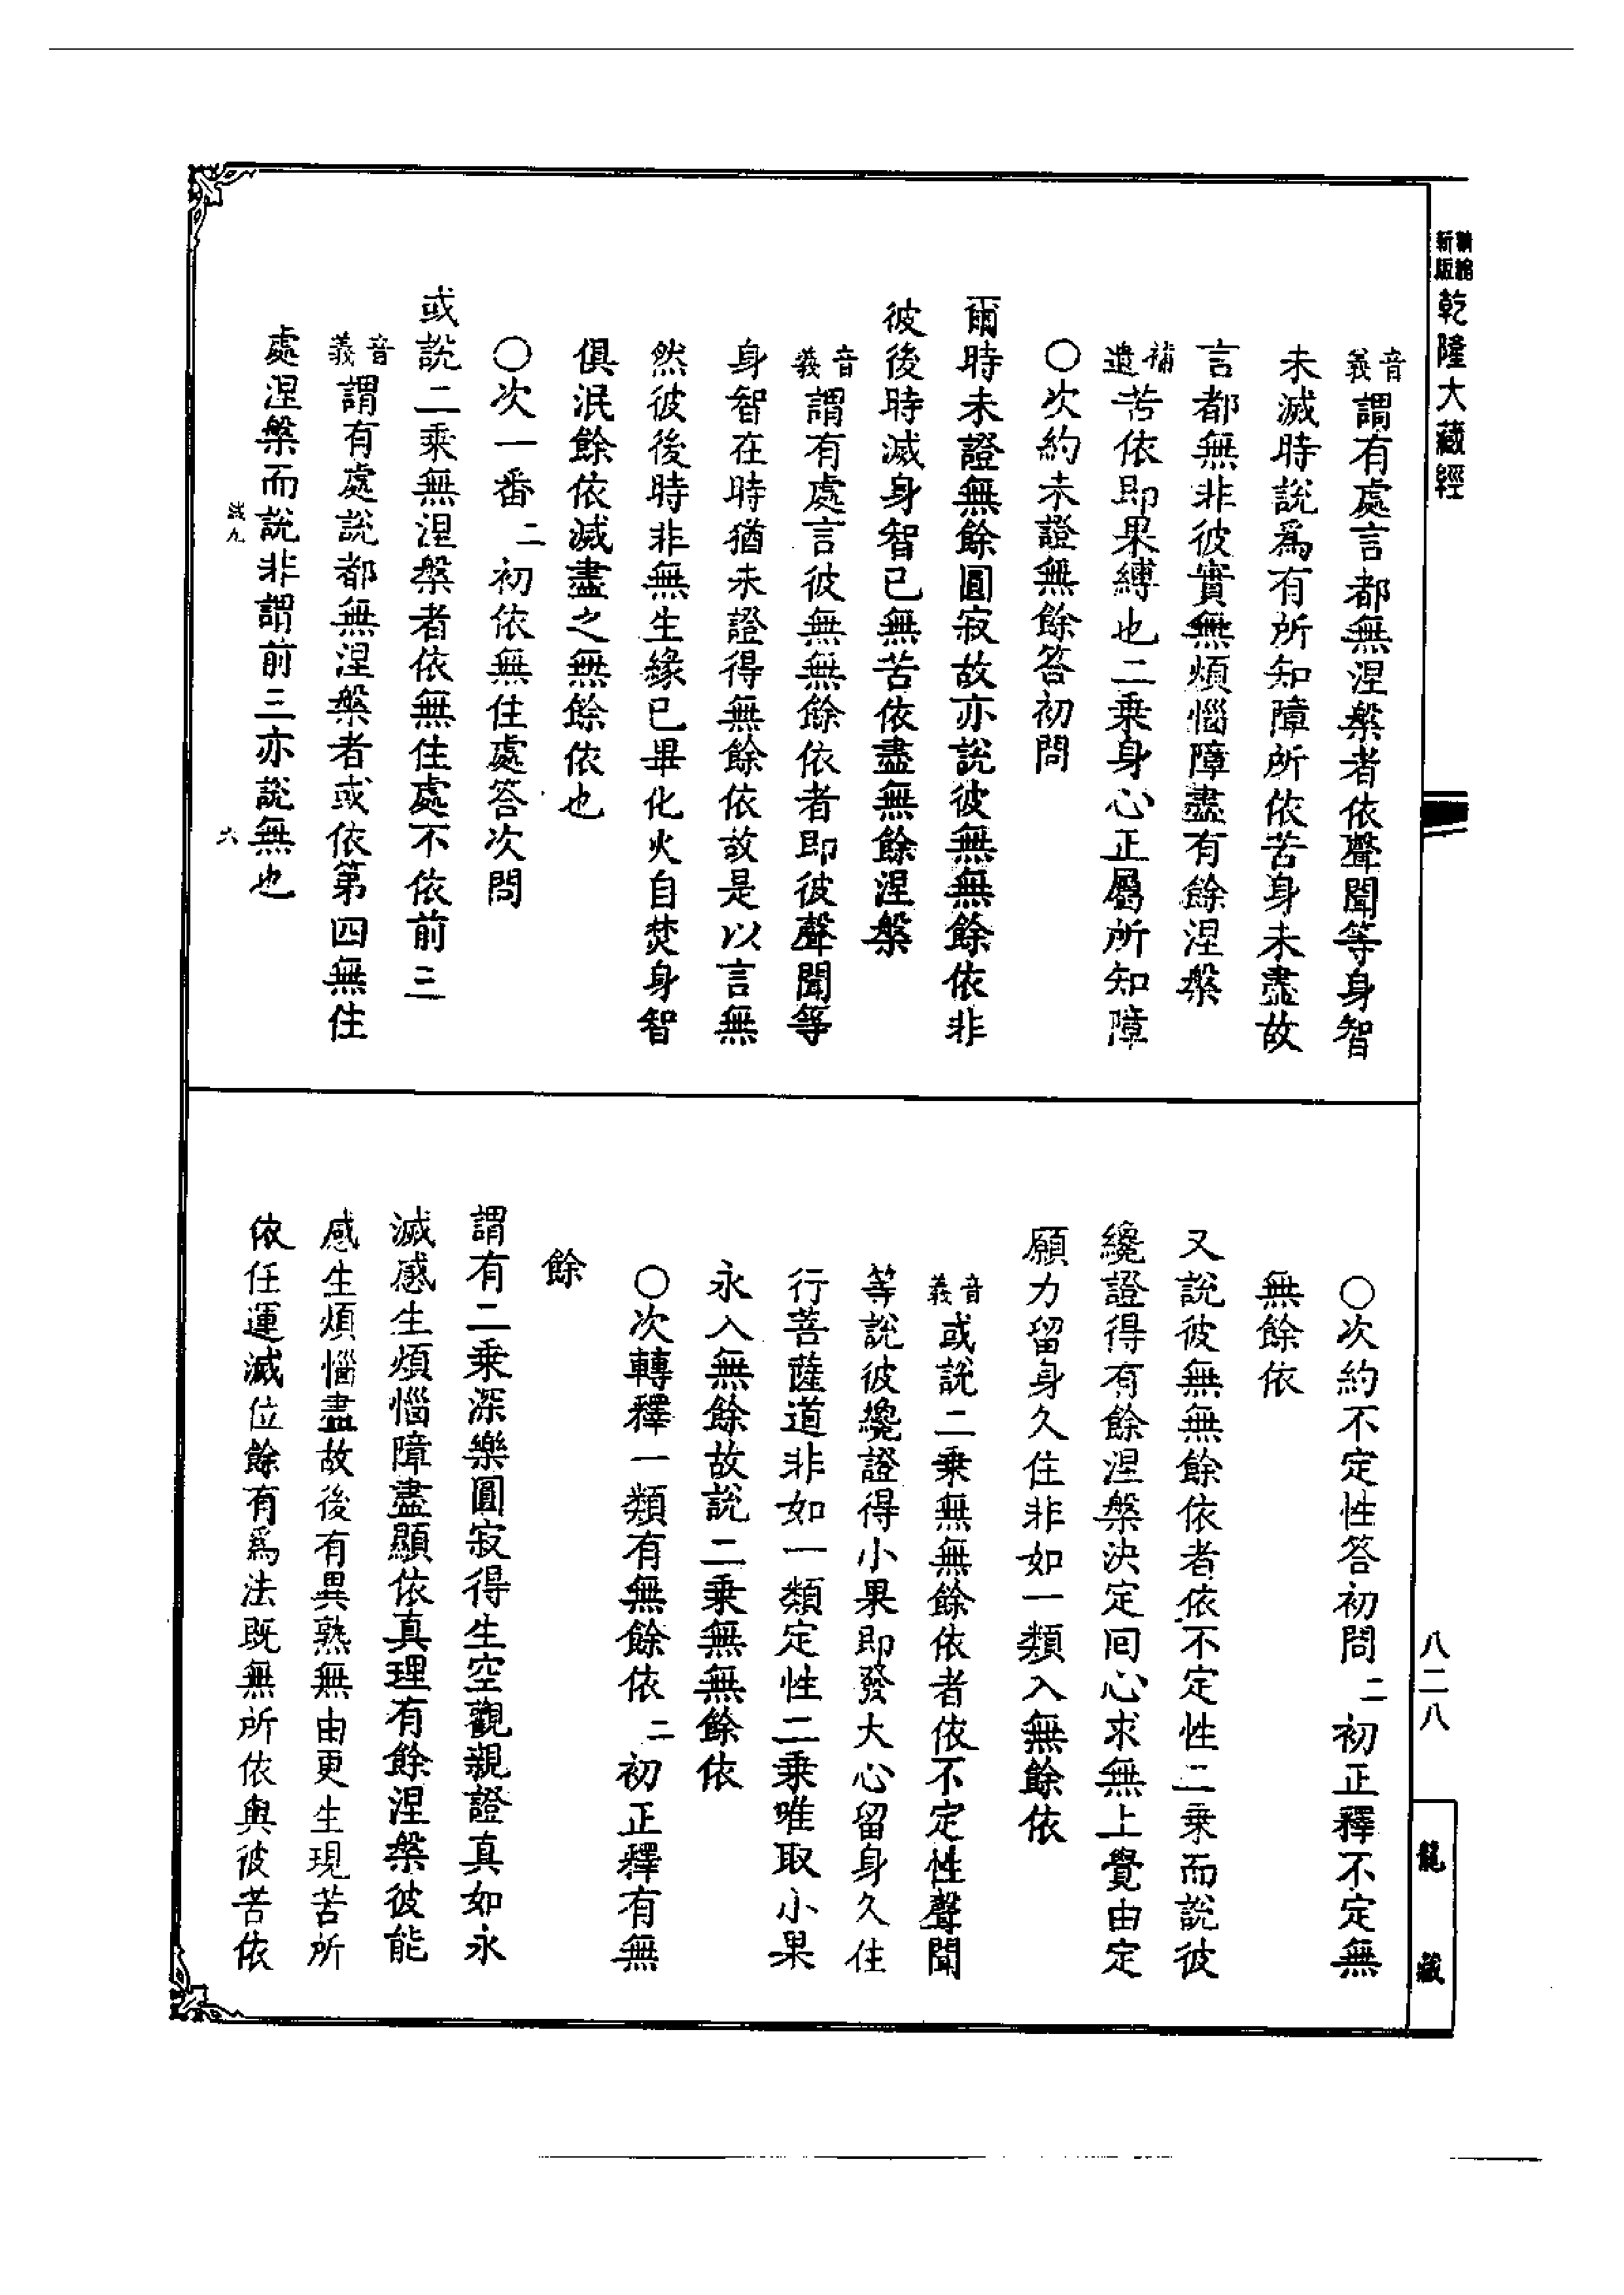 精縮
新版
乾隆大藏經
音義謂有處言都無涅槃者依聲聞等身智
未滅時說爲有所知障所依苦身未盡故
言都無非彼實無煩惱障盡有餘涅槃
補遺苦依即果縛也二乗身心正屬所知障
○次約未證無餘答初問
爾時未證無餘圓寂故亦說彼無無餘依非
彼後時滅身智已無苦依盡無餘涅槃
音義謂有處言彼無無餘依者即彼聲聞等
身智在時猶未證得無餘依故是以言無
然彼後時非無生緣已畢化火自焚身智
俱泯餘依滅盡之無餘依也
○次一番二初依無住處答次問
或說二乘無涅槃者依無住處不依前三
音義謂有處說都無涅槃者或依第四無住
處涅槃而說非謂前三亦說無也
六
八二八
龍藏
○次約不定性答初問二初正釋不定無
無餘依
又說彼無無餘依者依不定性二乗而說彼
纔證得有餘涅槃決定回心求無上覺由定
願力留身久住非如一類入無餘依
音義或說二乗無無餘依者依不定性聲聞
等說彼纔證得小果即發大心留身久住
行菩薩道非如一類定性二乗唯取小果
永入無餘故說二乗無無餘依
○次轉釋一類有無餘依二初正釋有無
餘
謂有二乘深樂圓寂得生空觀親證真如永
滅感生煩惱障盡顯依真理有餘涅槃彼能
感生煩惱盡故後有異熟無由更生現苦所
依任運滅位餘有爲法既無所依與彼苦依